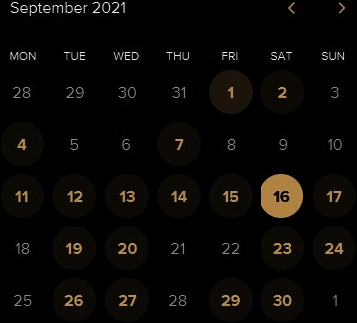 September 2021
MON TUE WED THU FRI SAT SUN
28 29 30 31 1 2 3
4 5 6 7 8 9 10
11 12 13 14 15 16 17
18 19 20 21 22 23 24
25 26 27 28 29 30 1